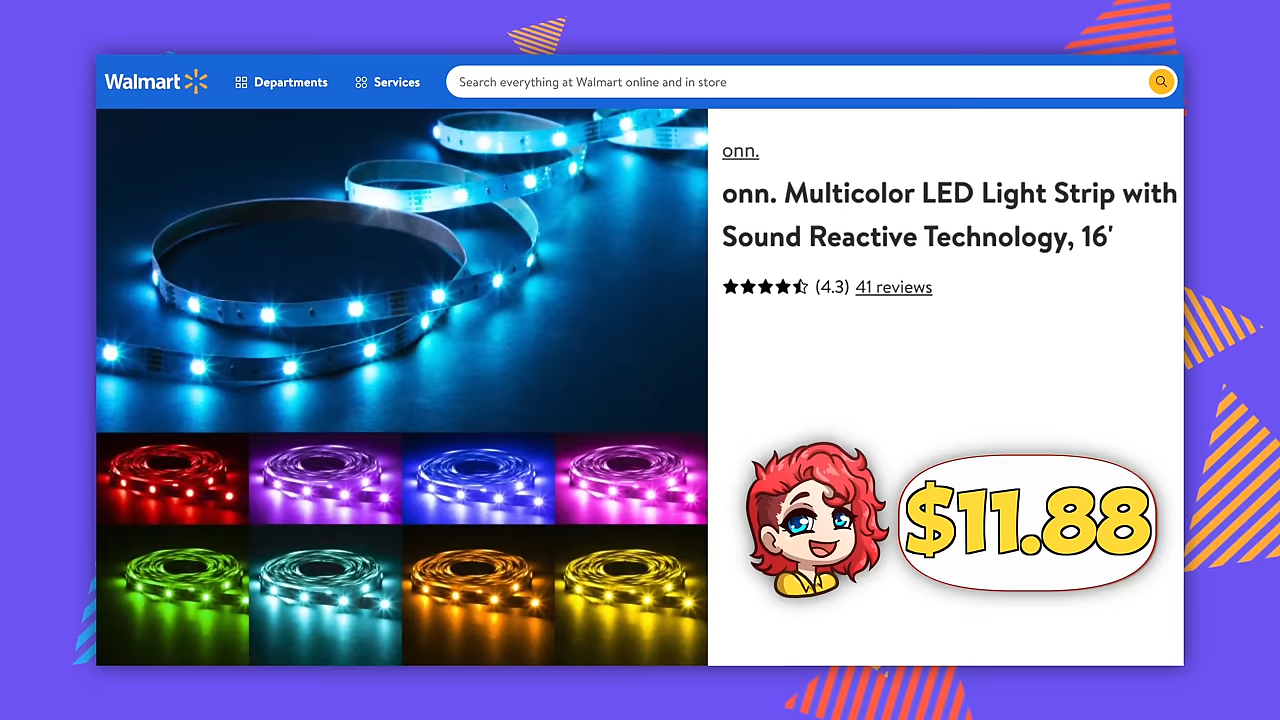 Walmart
Departments
Services
Search everything at Walmart online and in store
onn.
onn. Multicolor LED Light Strip with
Sound Reactive Technology, 16'
(4.3) 41 reviews
$11.88